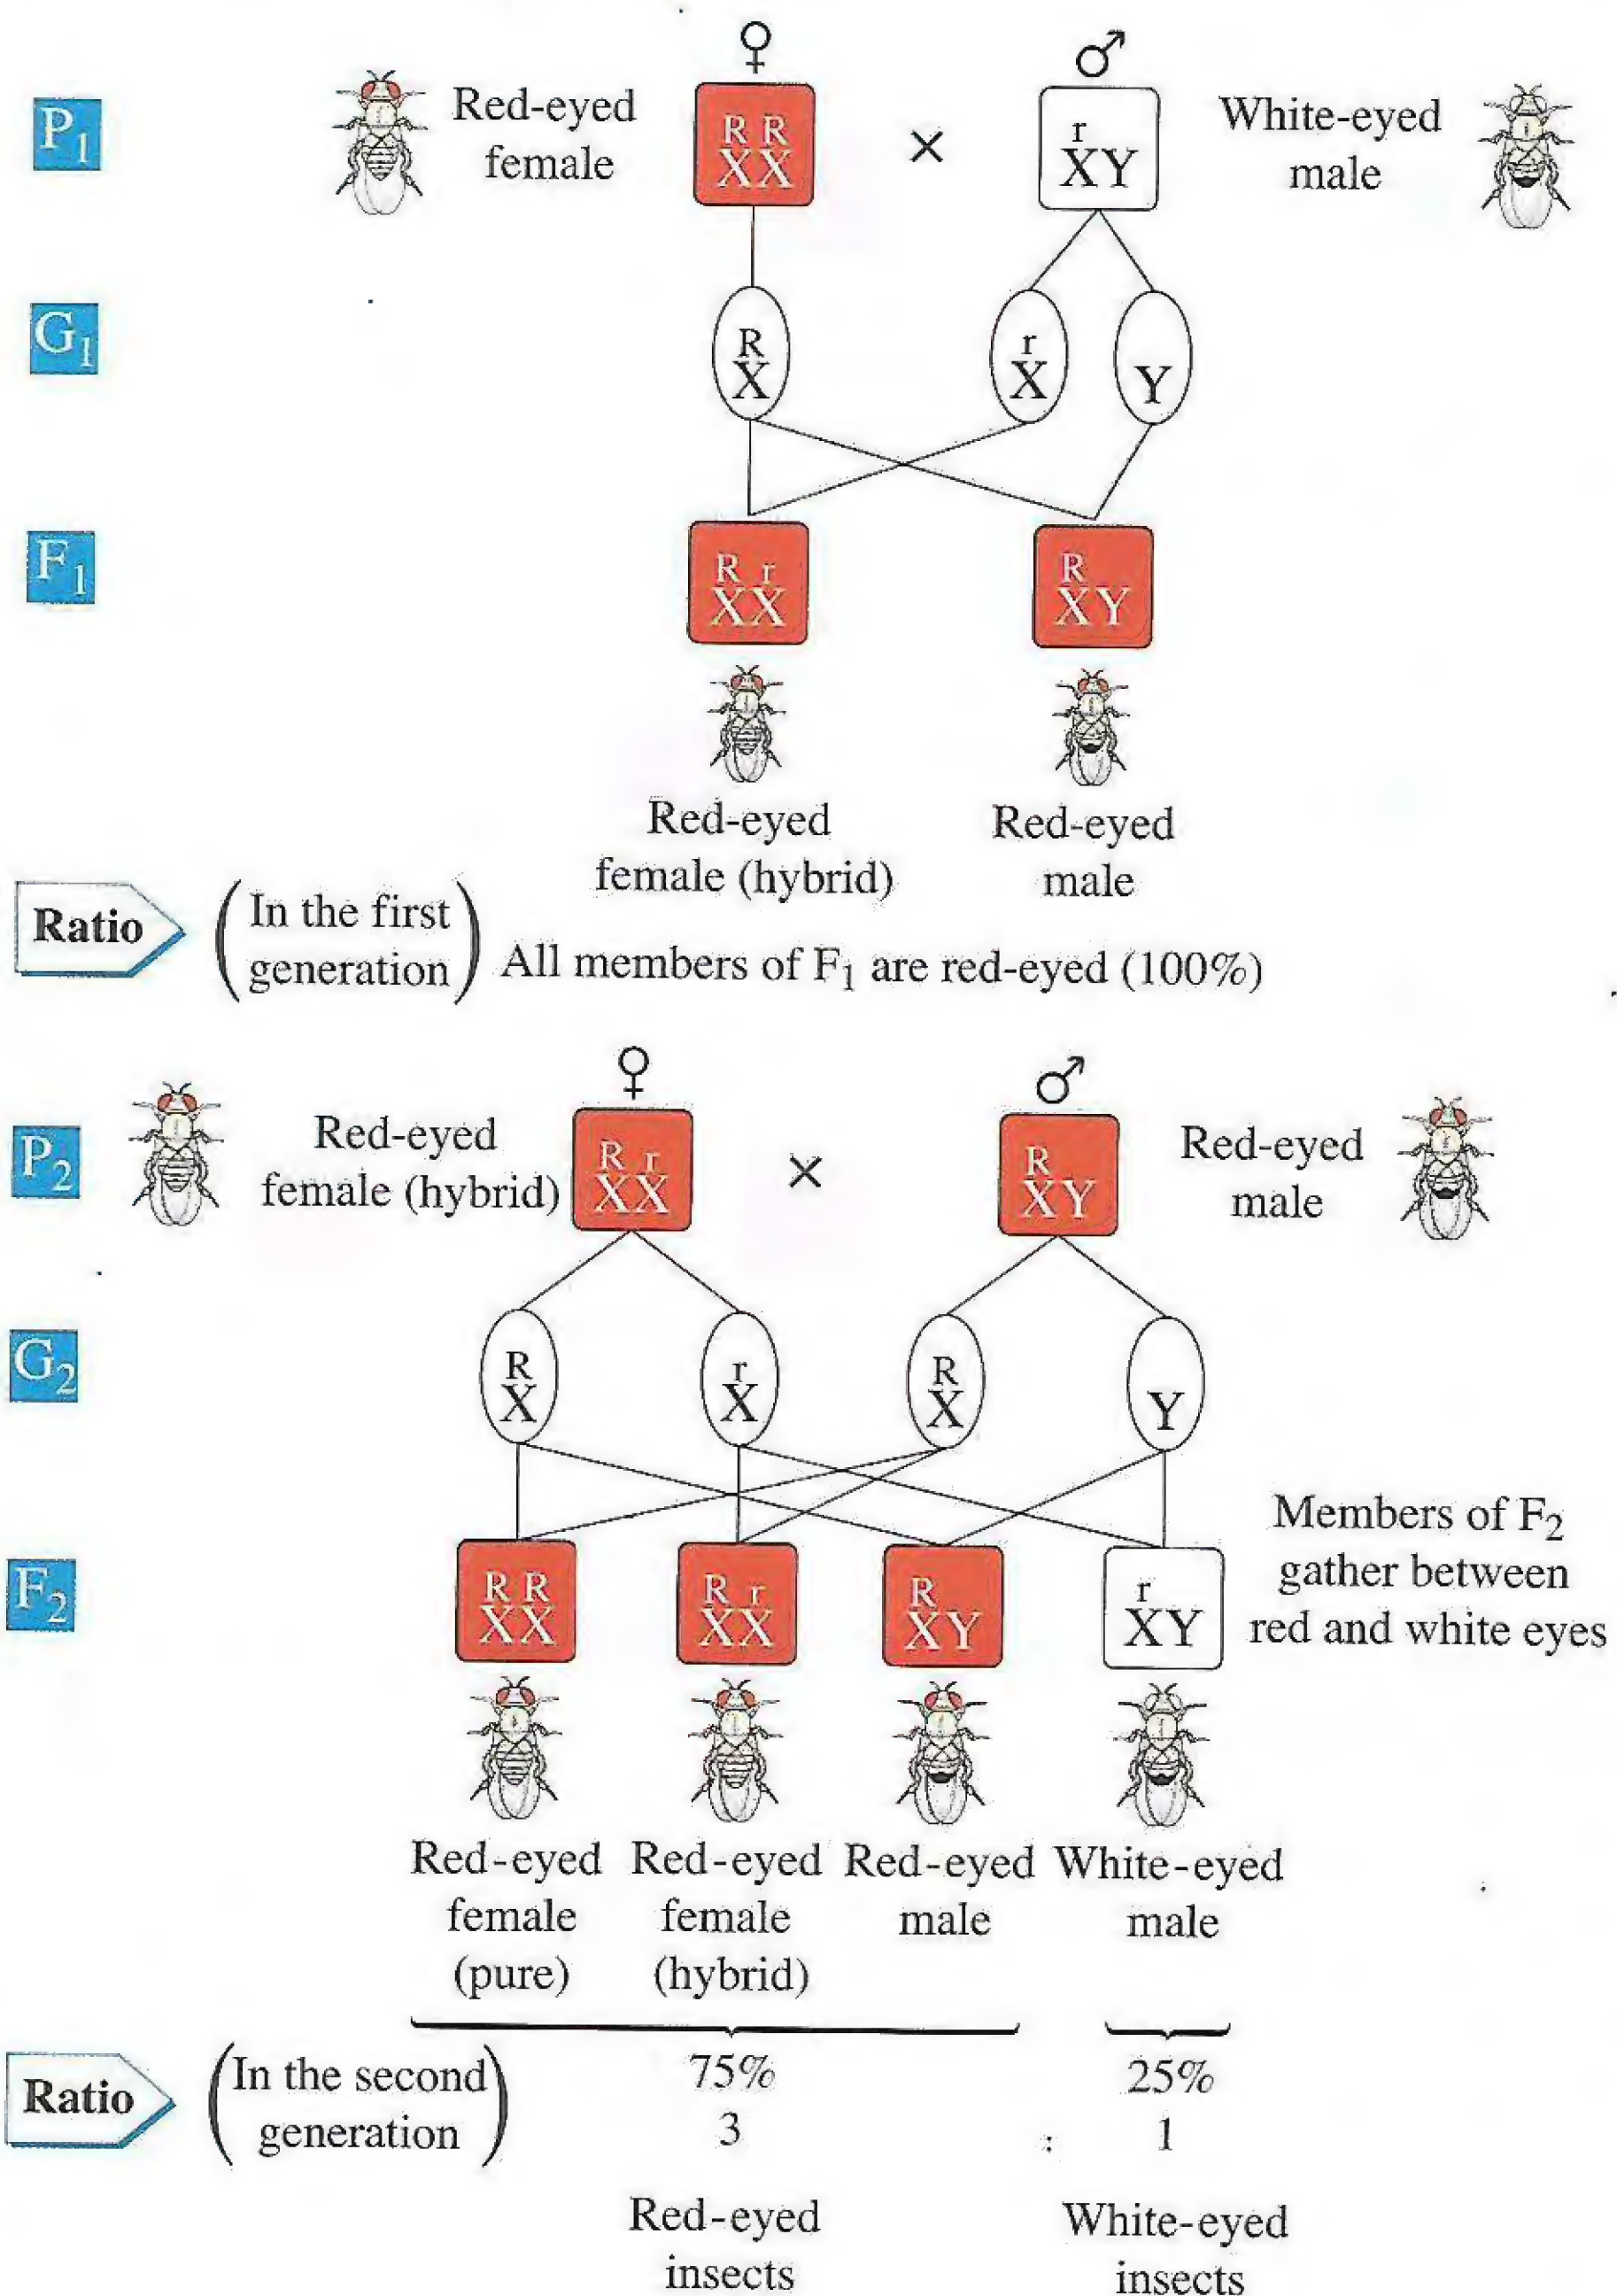 ♀ ♂
P1 Red-eyed female R R XX × r XY White-eyed male
G1 R X r X Y
F1 R r XX R XY
Red-eyed female (hybrid) Red-eyed male
Ratio (In the first generation) All members of F1 are red-eyed (100%)
♀ ♂
P2 Red-eyed female (hybrid) R r XX × R XY Red-eyed male
G2 R X r X R X Y
F2 R R XX R r XX R XY r XY Members of F2 gather between red and white eyes
Red-eyed female (pure) Red-eyed female (hybrid) Red-eyed male White-eyed male
Ratio (In the second generation) 75% 25%
3 : 1
Red-eyed insects White-eyed insects